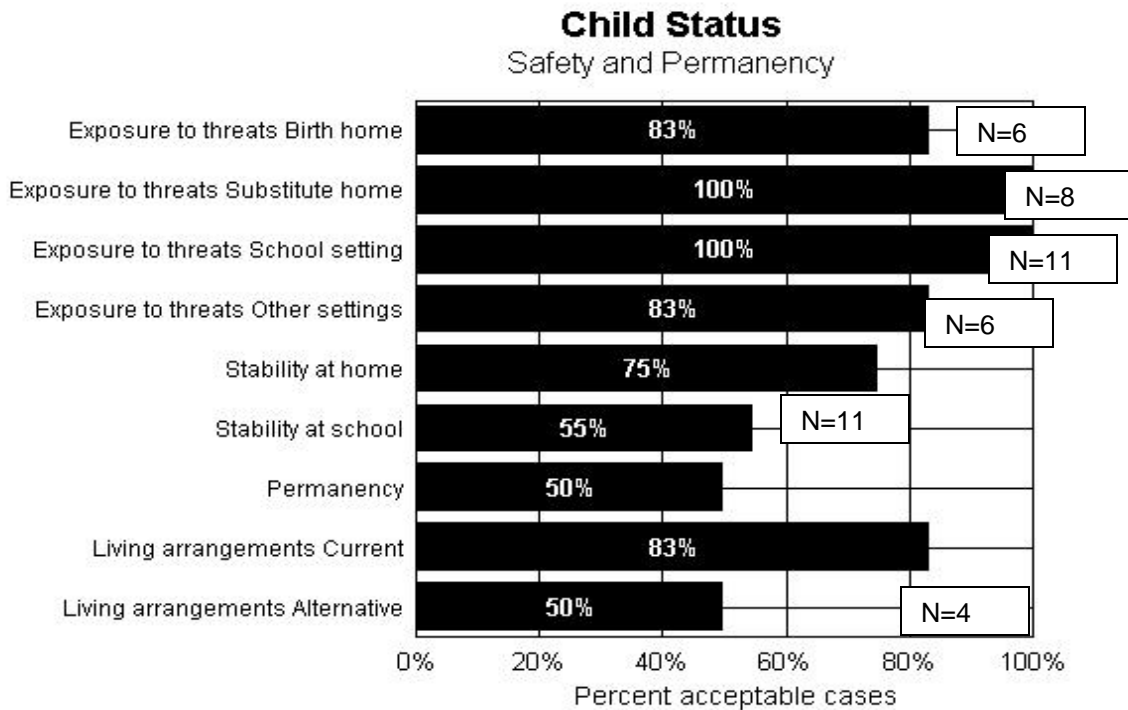 Child Status
Safety and Permanency
Exposure to threats Birth home 83% N=6
Exposure to threats Substitute home 100% N=8
Exposure to threats School setting 100% N=11
Exposure to threats Other settings 83% N=6
Stability at home 75%
Stability at school 55% N=11
Permanency 50%
Living arrangements Current 83%
Living arrangements Alternative 50% N=4
0% 20% 40% 60% 80% 100%
Percent acceptable cases